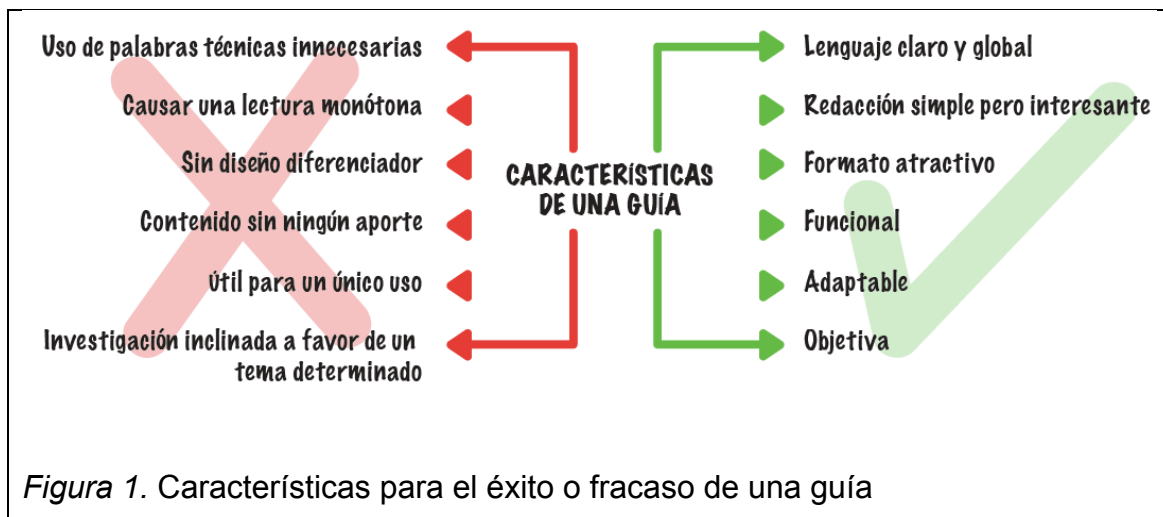 Uso de palabras técnicas innecesarias
Causar una lectura monótona
Sin diseño diferenciador
Contenido sin ningún aporte
Útil para un único uso
Investigación inclinada a favor de un
tema determinado
CARACTERÍSTICAS
DE UNA GUÍA
Lenguaje claro y global
Redacción simple pero interesante
Formato atractivo
Funcional
Adaptable
Objetiva
Figura 1. Características para el éxito o fracaso de una guía